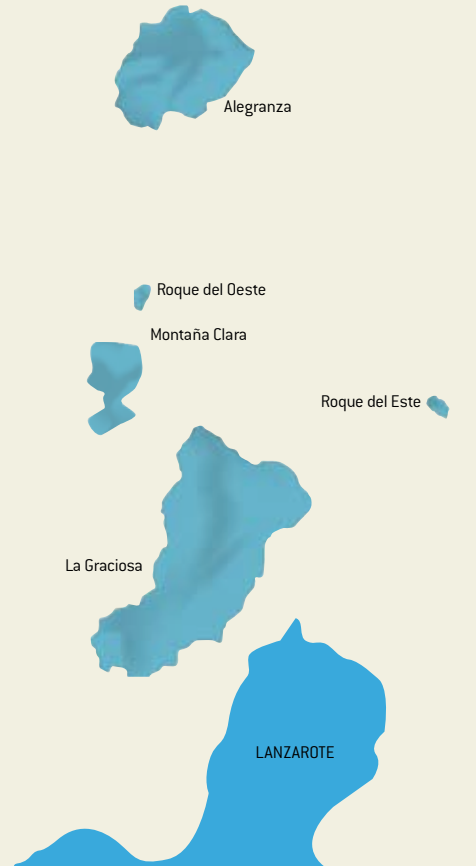 Alegranza
Roque del Oeste
Montaña Clara
Roque del Este
La Graciosa
LANZAROTE